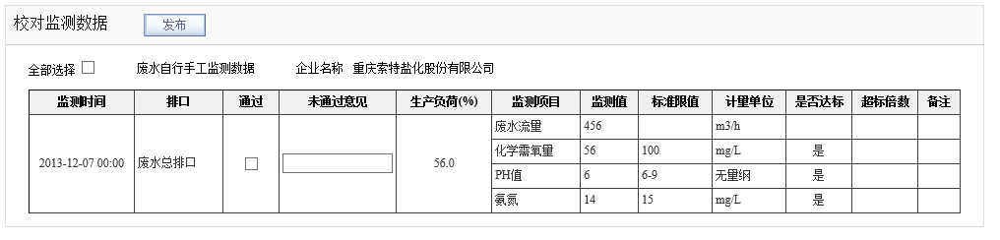 校对监测数据 发布
全部选择 废水自行手工监测数据 企业名称 重庆索特盐化股份有限公司
监测时间 排口 通过 未通过意见 生产负荷(%) 监测项目 监测值 标准限值 计量单位 是否达标 超标倍数 备注
2013-12-07 00:00 废水总排口 56.0
废水流量 456 m3/h
化学需氧量 56 100 mg/L 是
PH值 6 6-9 无量纲 是
氨氮 14 15 mg/L 是